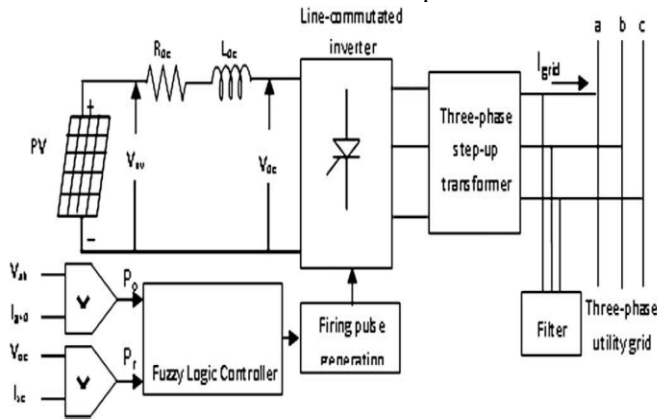 Line-commutated
inverter
a b c
Rdc
Ldc
Igrid
+
PV
Vpv
Vdc
Three-phase
step-up
transformer
−
Po
Pr
Fuzzy Logic Controller
Firing pulse
generation
Filter
Three-phase
utility grid